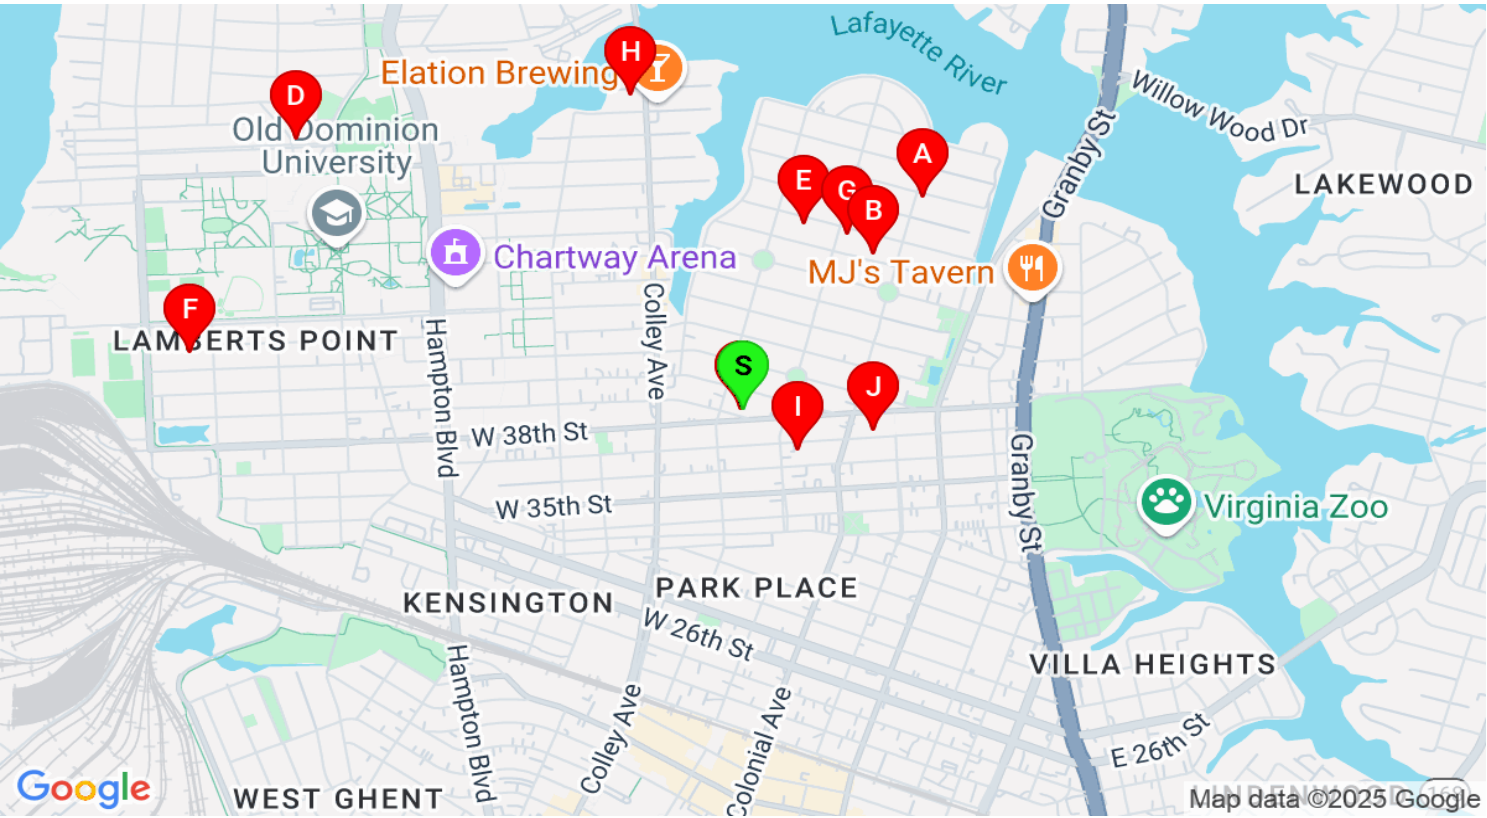 Lafayette River
H
Elation Brewing
Willow Wood Dr
D
Old Dominion
University
Granby St
A
E
G
B
LAKEWOOD
Chartway Arena
MJ's Tavern
F
LAMBERTS POINT
Colley Ave
Hampton Blvd
S
J
I
W 38th St
Granby St
W 35th St
Virginia Zoo
PARK PLACE
KENSINGTON
W 26th St
VILLA HEIGHTS
Hampton Blvd
Colley Ave
Colonial Ave
E 26th St
Google
WEST GHENT
Map data ©2025 Google